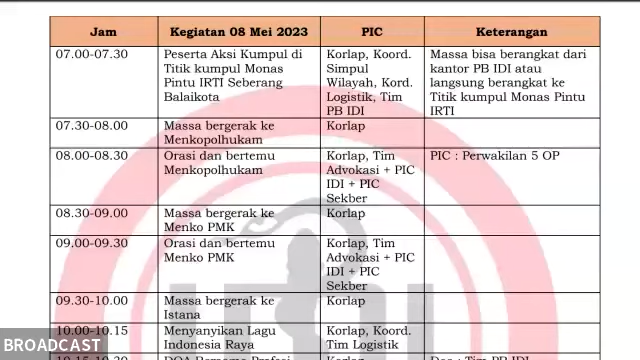 Jam Kegiatan 08 Mei 2023 PIC Keterangan
07.00-07.30 Peserta Aksi Kumpul di Korlap, Koord. Massa bisa berangkat dari
Titik kumpul Monas Simpul kantor PB IDI atau
Pintu IRTI Seberang Wilayah, Kord. langsung berangkat ke
Balaikota Logistik, Tim Titik kumpul Monas Pintu
PB IDI IRTI
07.30-08.00 Massa bergerak ke Korlap
Menkopolhukam
08.00-08.30 Orasi dan bertemu Korlap, Tim PIC : Perwakilan 5 OP
Menkopolhukam Advokasi + PIC
IDI + PIC
Sekber
08.30-09.00 Massa bergerak ke Korlap
Menko PMK
09.00-09.30 Orasi dan bertemu Korlap, Tim
Menko PMK Advokasi + PIC
IDI + PIC
Sekber
09.30-10.00 Massa bergerak ke Korlap
Istana
10.00-10.15 Menyanyikan Lagu Korlap, Koord.
Indonesia Raya Tim Logistik
BROADCAST